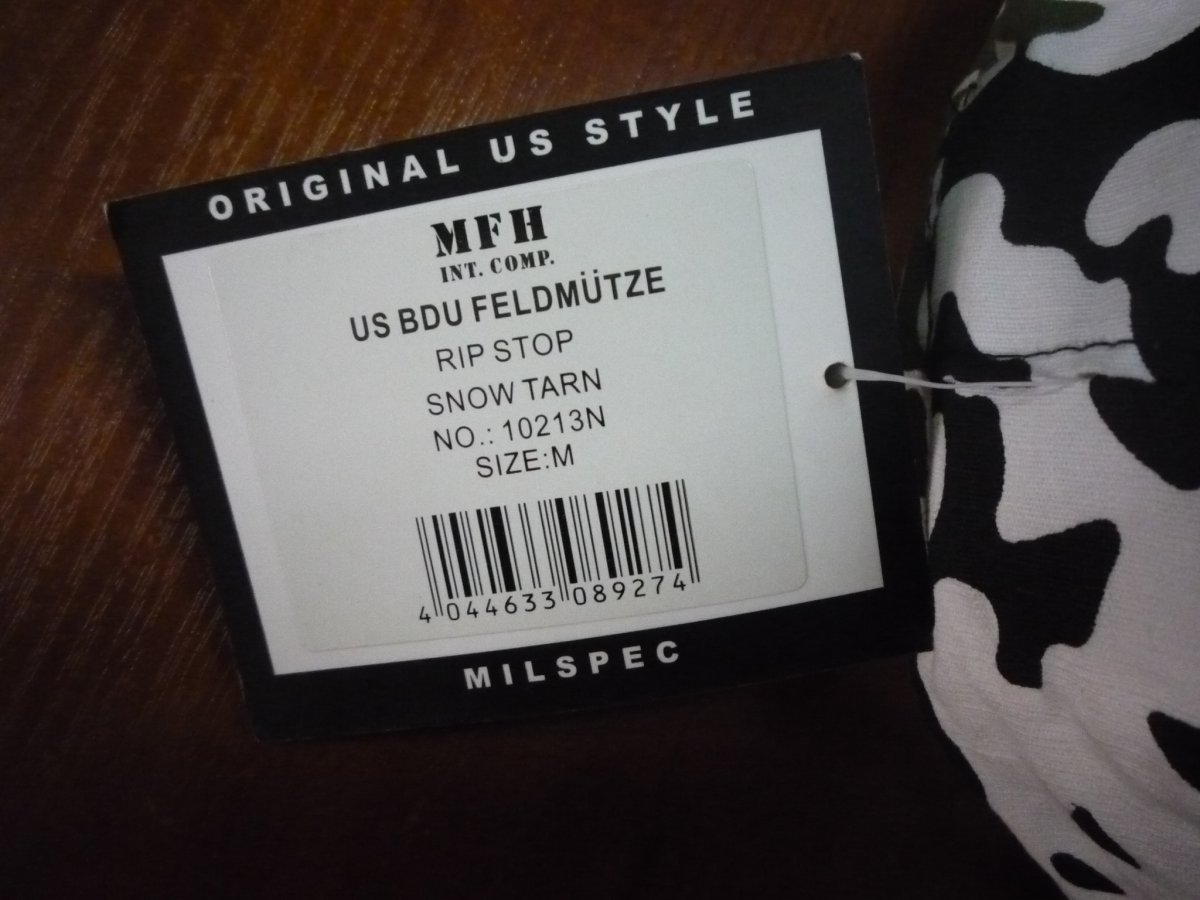 ORIGINAL US STYLE
MFH
INT. COMP.
US BDU FELDMÜTZE
RIP STOP
SNOW TARN
NO.: 10213N
SIZE:M
4 044633 089274
MILSPEC